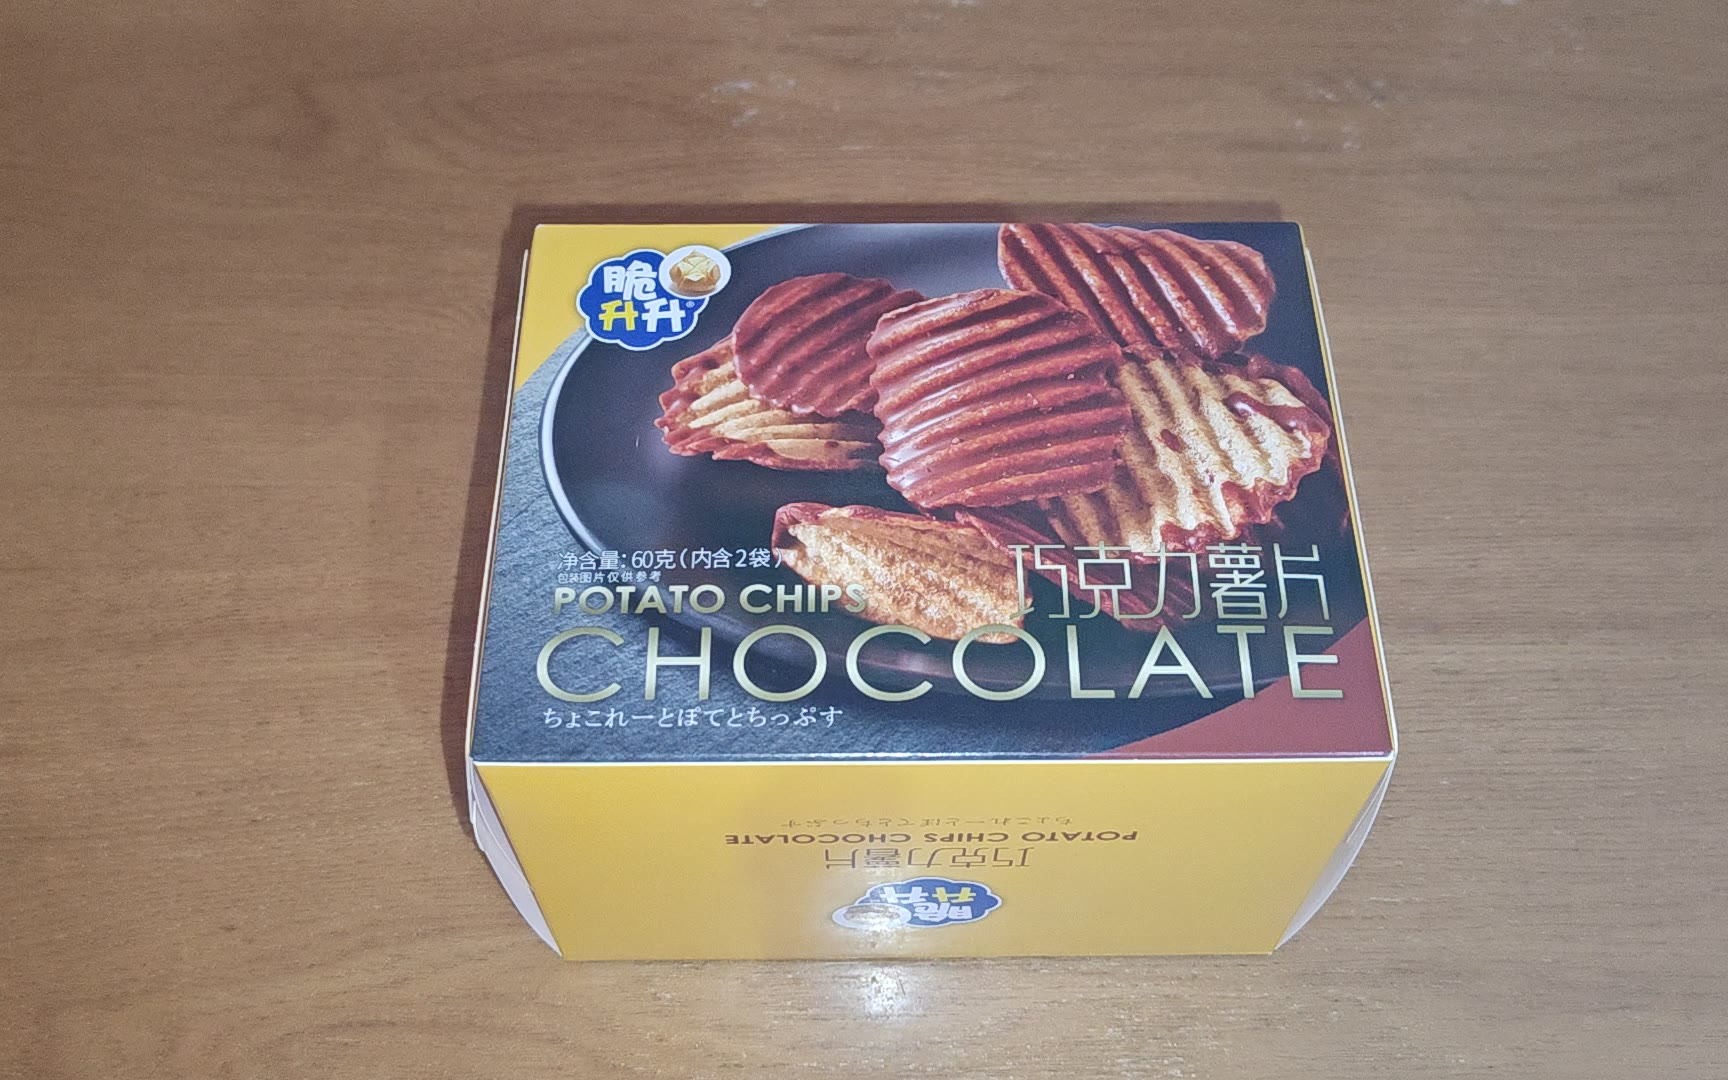 脆
升升®
净含量:60克(内含2袋)
包装图片仅供参考
POTATO CHIPS
巧克力薯片
CHOCOLATE
ちょこれーとぽてとちっぷす
ちょこれーとぽてとちっぷす
POTATO CHIPS CHOCOLATE
巧克力薯片
脆
升升